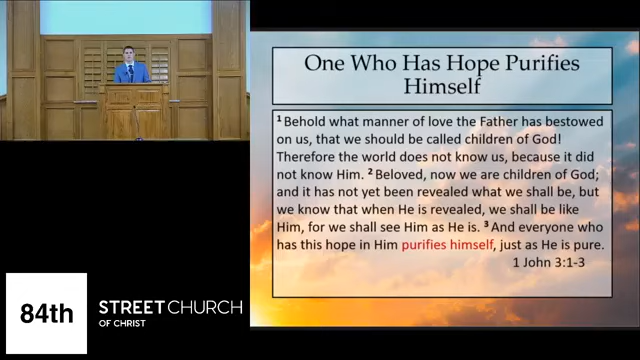 One Who Has Hope Purifies
Himself
1 Behold what manner of love the Father has bestowed
on us, that we should be called children of God!
Therefore the world does not know us, because it did
not know Him. 2 Beloved, now we are children of God;
and it has not yet been revealed what we shall be, but
we know that when He is revealed, we shall be like
Him, for we shall see Him as He is. 3 And everyone who
has this hope in Him purifies himself, just as He is pure.
1 John 3:1-3
84th
STREET CHURCH
OF CHRIST